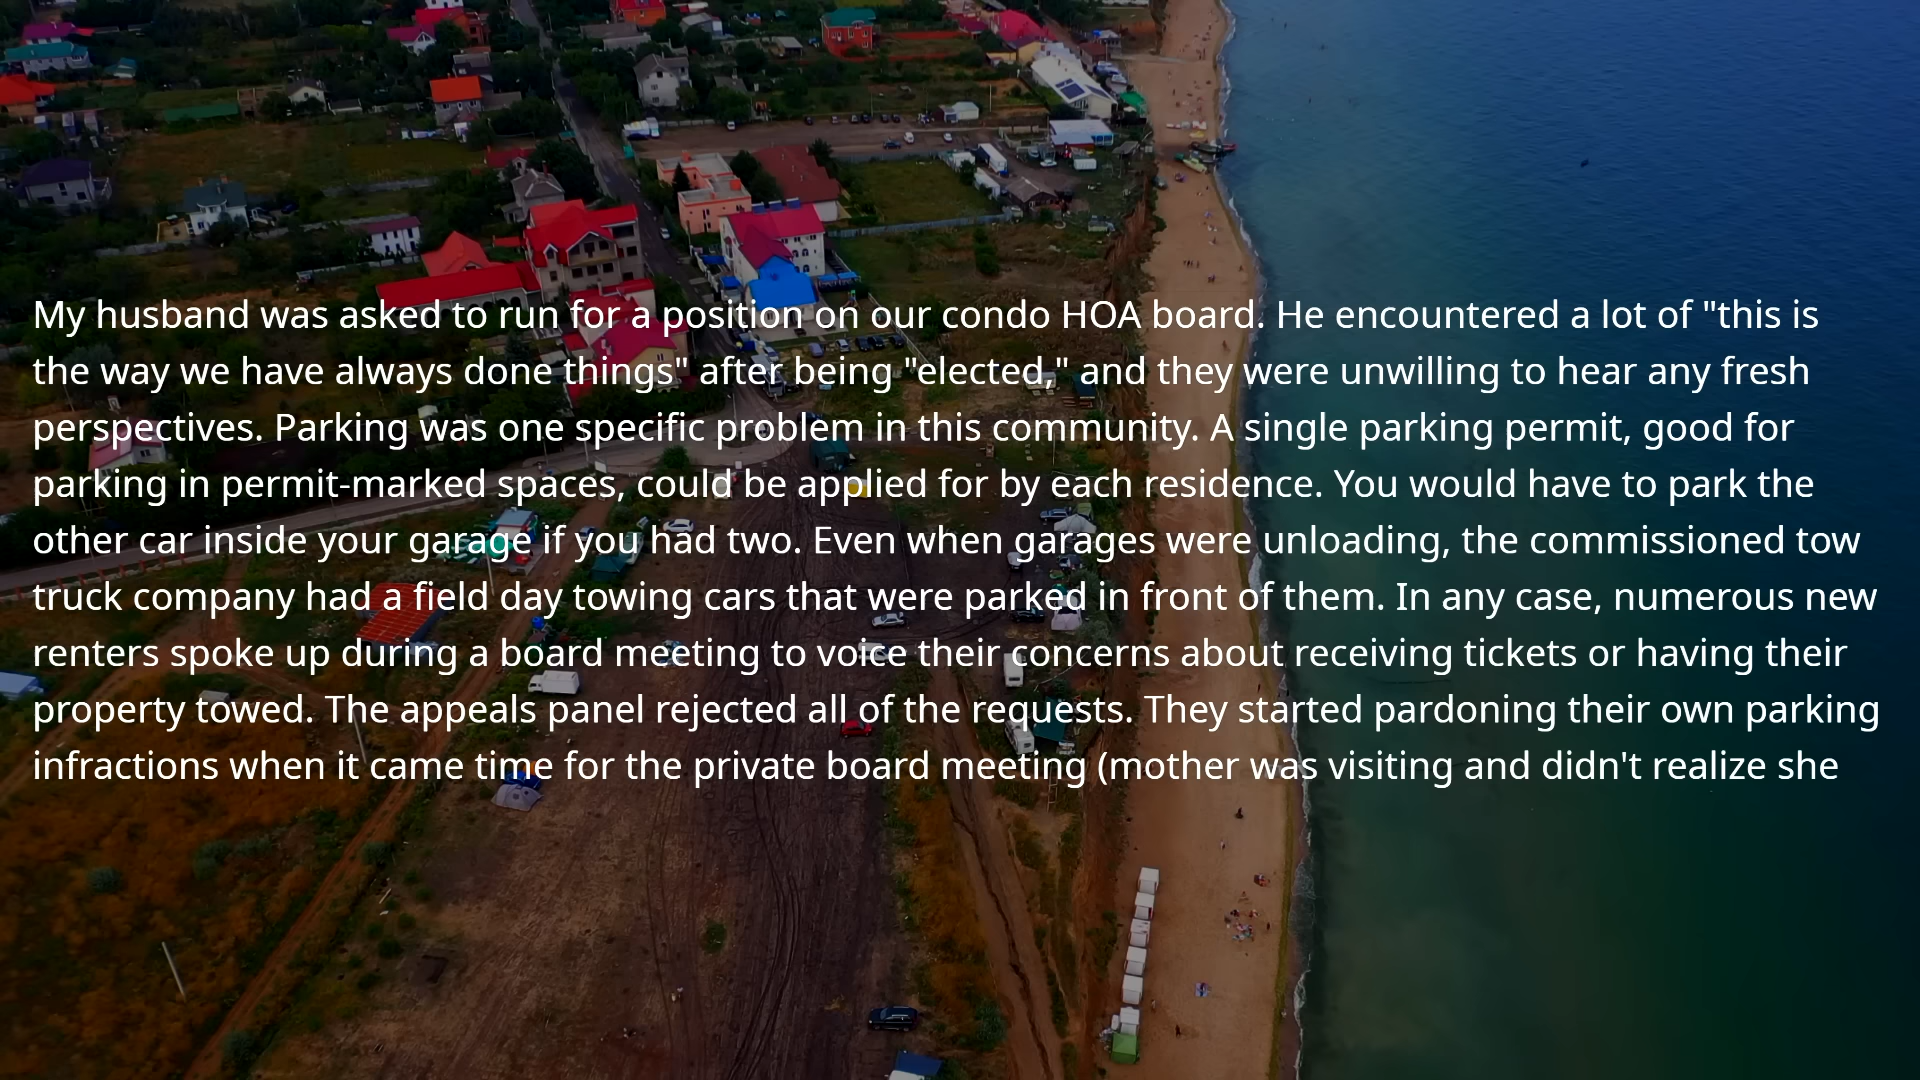 My husband was asked to run for a position on our condo HOA board. He encountered a lot of "this is
the way we have always done things" after being "elected," and they were unwilling to hear any fresh
perspectives. Parking was one specific problem in this community. A single parking permit, good for
parking in permit-marked spaces, could be applied for by each residence. You would have to park the
other car inside your garage if you had two. Even when garages were unloading, the commissioned tow
truck company had a field day towing cars that were parked in front of them. In any case, numerous new
renters spoke up during a board meeting to voice their concerns about receiving tickets or having their
property towed. The appeals panel rejected all of the requests. They started pardoning their own parking
infractions when it came time for the private board meeting (mother was visiting and didn't realize she